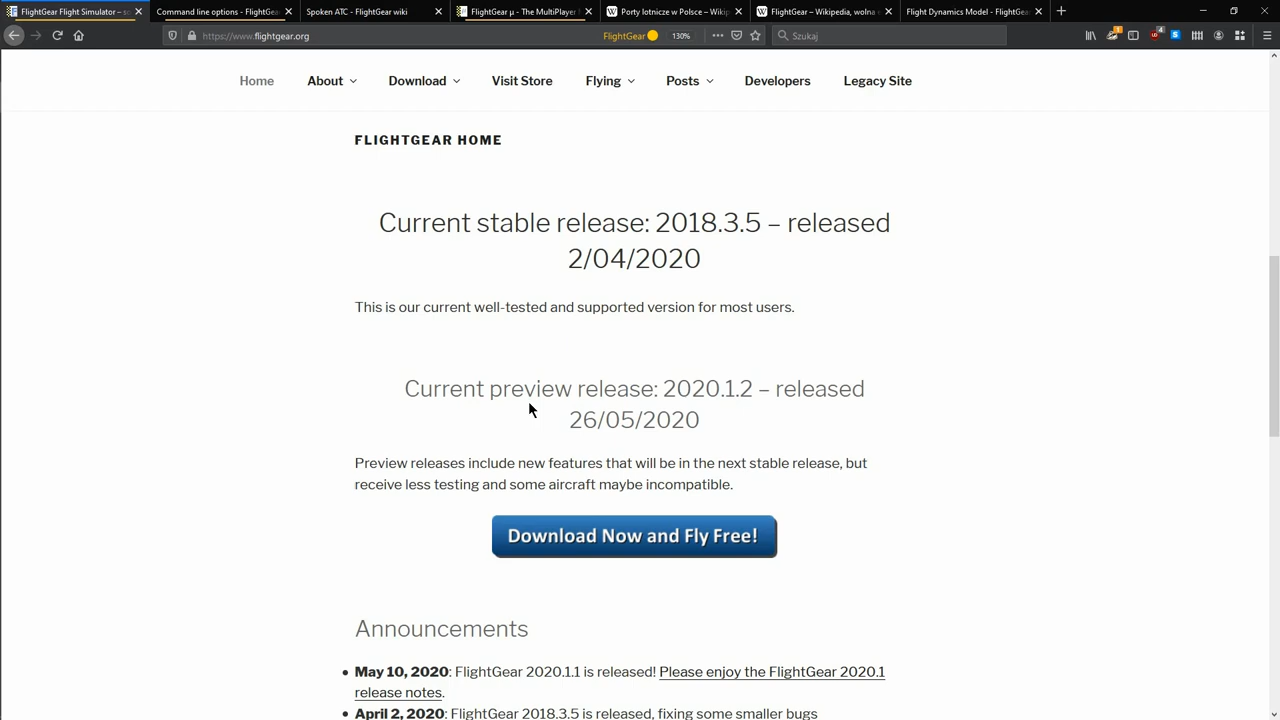 FlightGear Flight Simulator – so
Command line options - FlightGe
Spoken ATC - FlightGear wiki
FlightGear μ - The MultiPlayer
Porty lotnicze w Polsce – Wikip
FlightGear – Wikipedia, wolna
Flight Dynamics Model - FlightGe
https://www.flightgear.org
FlightGear
130%
Szukaj
Home
About
Download
Visit Store
Flying
Posts
Developers
Legacy Site
FLIGHTGEAR HOME
Current stable release: 2018.3.5 – released
2/04/2020
This is our current well-tested and supported version for most users.
Current preview release: 2020.1.2 – released
26/05/2020
Preview releases include new features that will be in the next stable release, but
receive less testing and some aircraft maybe incompatible.
Download Now and Fly Free!
Announcements
May 10, 2020: FlightGear 2020.1.1 is released! Please enjoy the FlightGear 2020.1
release notes.
April 2, 2020: FlightGear 2018.3.5 is released, fixing some smaller bugs